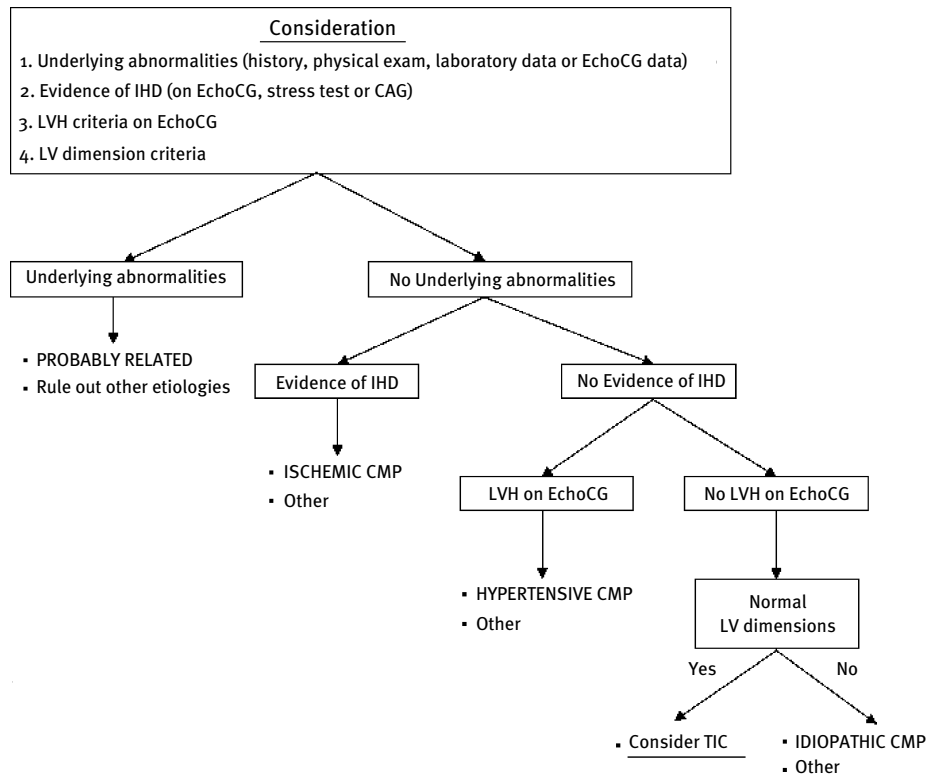 Consideration
1. Underlying abnormalities (history, physical exam, laboratory data or EchoCG data)
2. Evidence of IHD (on EchoCG, stress test or CAG)
3. LVH criteria on EchoCG
4. LV dimension criteria
Underlying abnormalities
No Underlying abnormalities
▪ PROBABLY RELATED
▪ Rule out other etiologies
Evidence of IHD
No Evidence of IHD
▪ ISCHEMIC CMP
▪ Other
LVH on EchoCG
No LVH on EchoCG
▪ HYPERTENSIVE CMP
▪ Other
Normal
LV dimensions
Yes
No
▪ Consider TIC
▪ IDIOPATHIC CMP
▪ Other